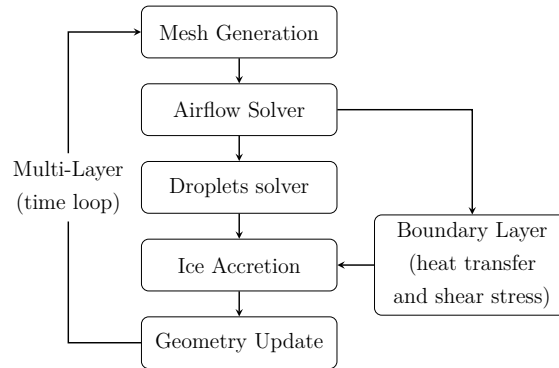 Mesh Generation
Airflow Solver
Multi-Layer
(time loop)
Droplets solver
Boundary Layer
(heat transfer
and shear stress)
Ice Accretion
Geometry Update